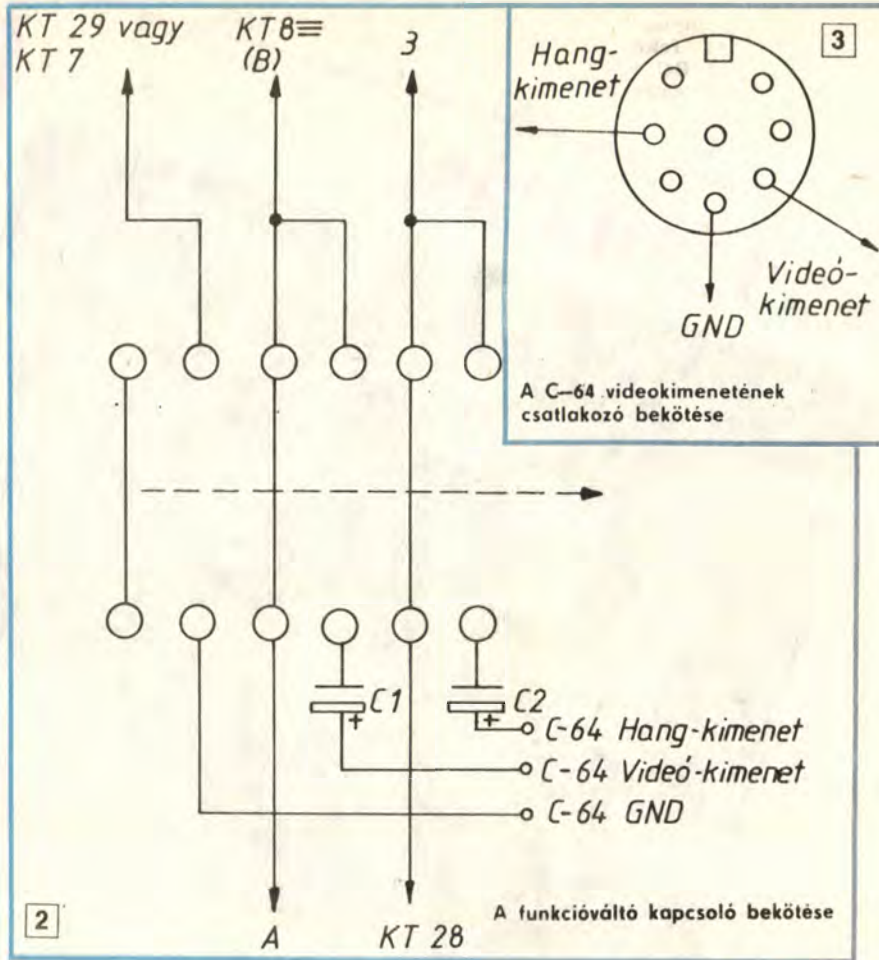 KT 29 vagy
KT 7
KT8≡
(B)
3
3
Hang-
kimenet
Videó-
kimenet
GND
A C–64 videokimenetének
csatlakozó bekötése
C1
+
C2
+
C-64 Hang-kimenet
C-64 Videó-kimenet
C-64 GND
2
A
KT 28
A funkcióváltó kapcsoló bekötése